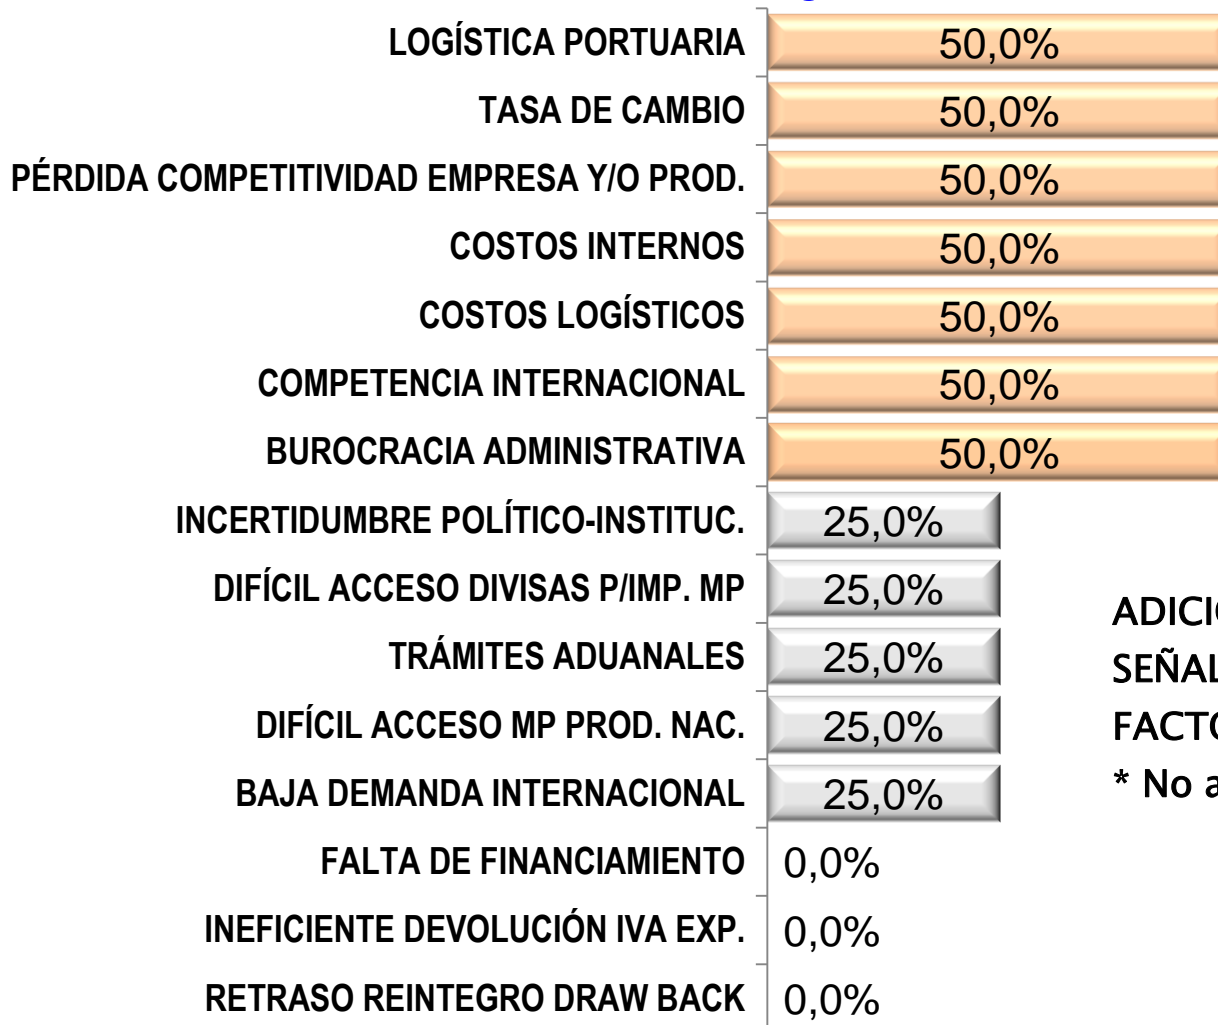 LOGÍSTICA PORTUARIA 50,0%
TASA DE CAMBIO 50,0%
PÉRDIDA COMPETITIVIDAD EMPRESA Y/O PROD. 50,0%
COSTOS INTERNOS 50,0%
COSTOS LOGÍSTICOS 50,0%
COMPETENCIA INTERNACIONAL 50,0%
BUROCRACIA ADMINISTRATIVA 50,0%
INCERTIDUMBRE POLÍTICO-INSTITUC. 25,0%
DIFÍCIL ACCESO DIVISAS P/IMP. MP 25,0%
TRÁMITES ADUANALES 25,0%
DIFÍCIL ACCESO MP PROD. NAC. 25,0%
BAJA DEMANDA INTERNACIONAL 25,0%
FALTA DE FINANCIAMIENTO 0,0%
INEFICIENTE DEVOLUCIÓN IVA EXP. 0,0%
RETRASO REINTEGRO DRAW BACK 0,0%
* No